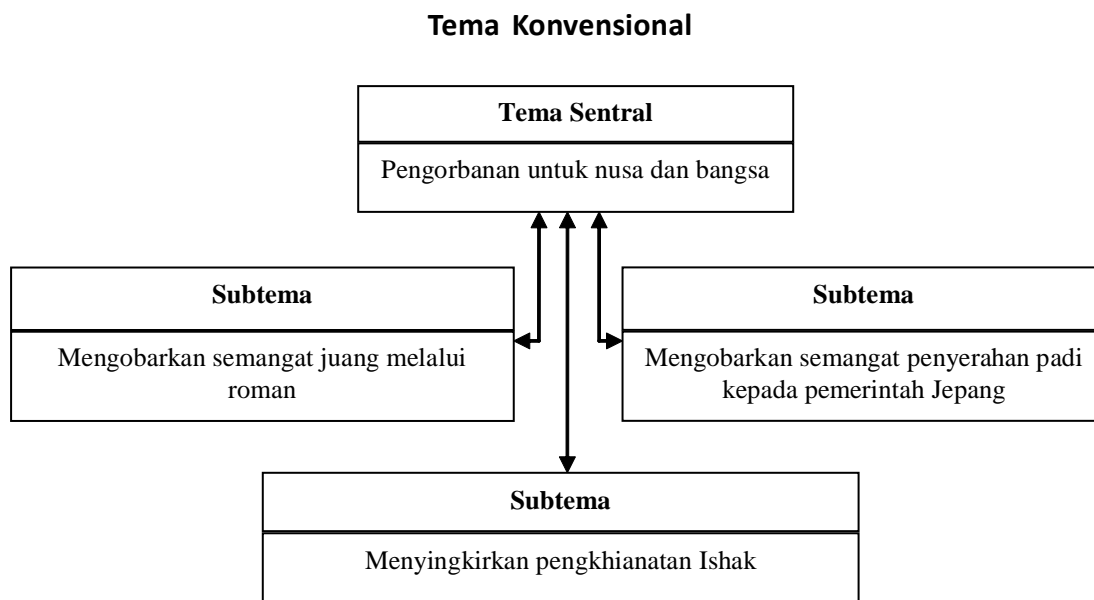 Tema Konvensional
Tema Sentral
Pengorbanan untuk nusa dan bangsa
Subtema
Mengobarkan semangat juang melalui
roman
Subtema
Mengobarkan semangat penyerahan padi
kepada pemerintah Jepang
Subtema
Menyingkirkan pengkhianatan Ishak